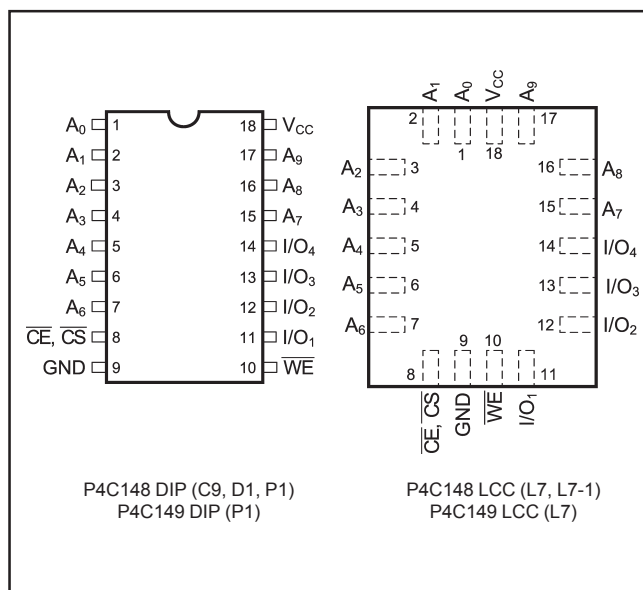 A0 1 18 VCC
A1 2 17 A9
A2 3 16 A8
A3 4 15 A7
A4 5 14 I/O4
A5 6 13 I/O3
A6 7 12 I/O2
CE, CS 8 11 I/O1
GND 9 10 WE
P4C148 DIP (C9, D1, P1)
P4C149 DIP (P1)
A1 A0 VCC A9
2 1 18 17
A2 3 16 A8
A3 4 15 A7
A4 5 14 I/O4
A5 6 13 I/O3
A6 7 12 I/O2
8 9 10 11
CE, CS GND WE I/O1
P4C148 LCC (L7, L7-1)
P4C149 LCC (L7)